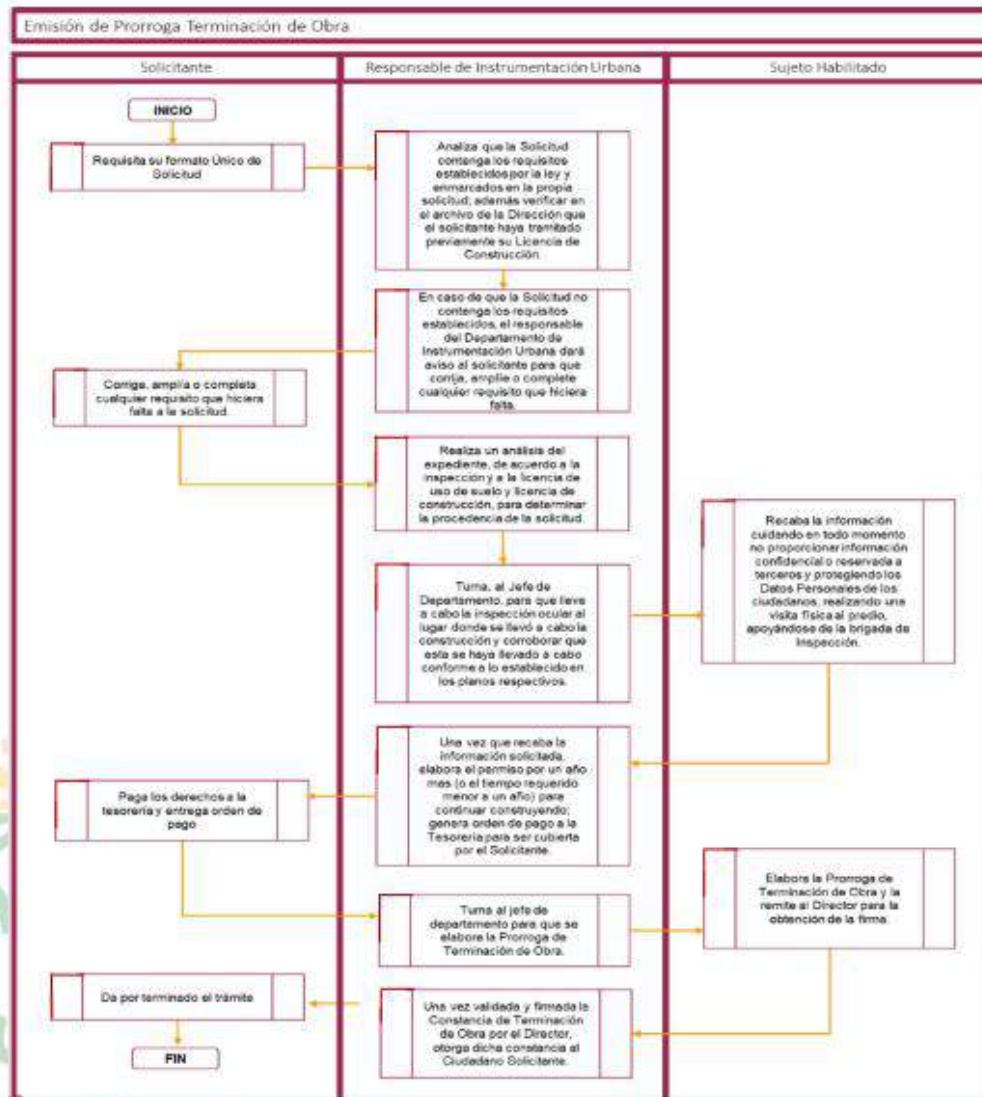 Emisión de Prorroga Terminación de Obra
Solicitante
Responsable de Instrumentación Urbana
Sujeto Habilitado
INICIO
Requisita su formato Único de
Solicitud
Analiza que la Solicitud
contenga los requisitos
establecidos por la ley y
enmarcados en la propia
solicitud; además verificar en
el archivo de la Dirección que
el solicitante haya tramitado
previamente su Licencia de
Construcción.
En caso de que la Solicitud no
contenga los requisitos
establecidos, el responsable
del Departamento de
Instrumentación Urbana dará
aviso al solicitante para que
corrija, amplíe o complete
cualquier requisito que hiciera
falta.
Corrige, amplía o completa
cualquier requisito que hiciera
falta a la solicitud.
Realiza un análisis del
expediente, de acuerdo a la
inspección y a la licencia de
uso de suelo y licencia de
construcción, para determinar
la procedencia de la solicitud.
Turna, al Jefe de
Departamento, para que lleve
a cabo la inspección ocular al
lugar donde se llevó a cabo la
construcción y corroborar que
esta se haya llevado a cabo
conforme a lo establecido en
los planos respectivos.
Recaba la información
cuidando en todo momento
no proporcionar información
confidencial o reservada a
terceros y protegiendo los
Datos Personales de los
ciudadanos, realizando una
visita física al predio,
apoyándose de la brigada de
Inspección.
Una vez que recaba la
información solicitada,
elabora el permiso por un año
mas (o el tiempo requerido
menor a un año) para
continuar construyendo;
genera orden de pago a la
Tesorería para ser cubierta
por el Solicitante.
Paga los derechos a la
tesorería y entrega orden de
pago
Turna al jefe de
departamento para que se
elabora la Prorroga de
Terminación de Obra.
Elabora la Prorroga de
Terminación de Obra y la
remite al Director para la
obtención de la firma.
Una vez validada y firmada la
Constancia de Terminación
de Obra por el Director,
otorga dicha constancia al
Ciudadano Solicitante.
Da por terminado el trámite
FIN